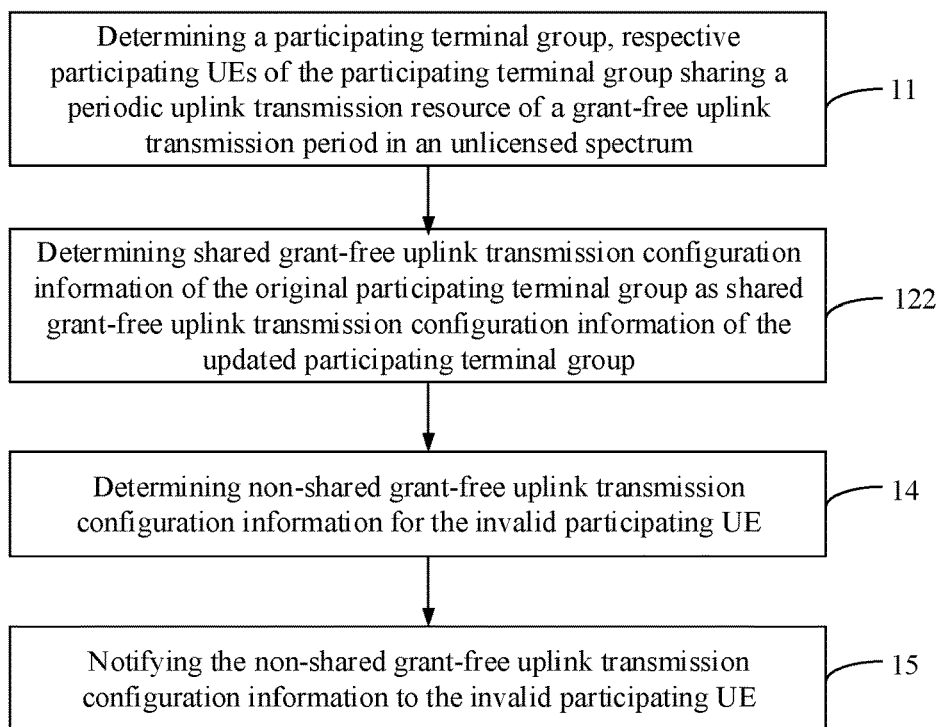 Determining a participating terminal group, respective
participating UEs of the participating terminal group sharing a
periodic uplink transmission resource of a grant-free uplink
transmission period in an unlicensed spectrum
11
Determining shared grant-free uplink transmission configuration
information of the original participating terminal group as shared
grant-free uplink transmission configuration information of the
updated participating terminal group
122
Determining non-shared grant-free uplink transmission
configuration information for the invalid participating UE
14
Notifying the non-shared grant-free uplink transmission
configuration information to the invalid participating UE
15